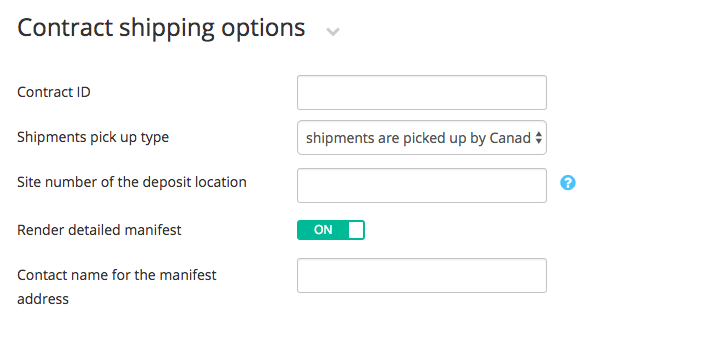 Contract shipping options
Contract ID
Shipments pick up type
shipments are picked up by Canad
Site number of the deposit location
?
Render detailed manifest
ON
Contact name for the manifest
address